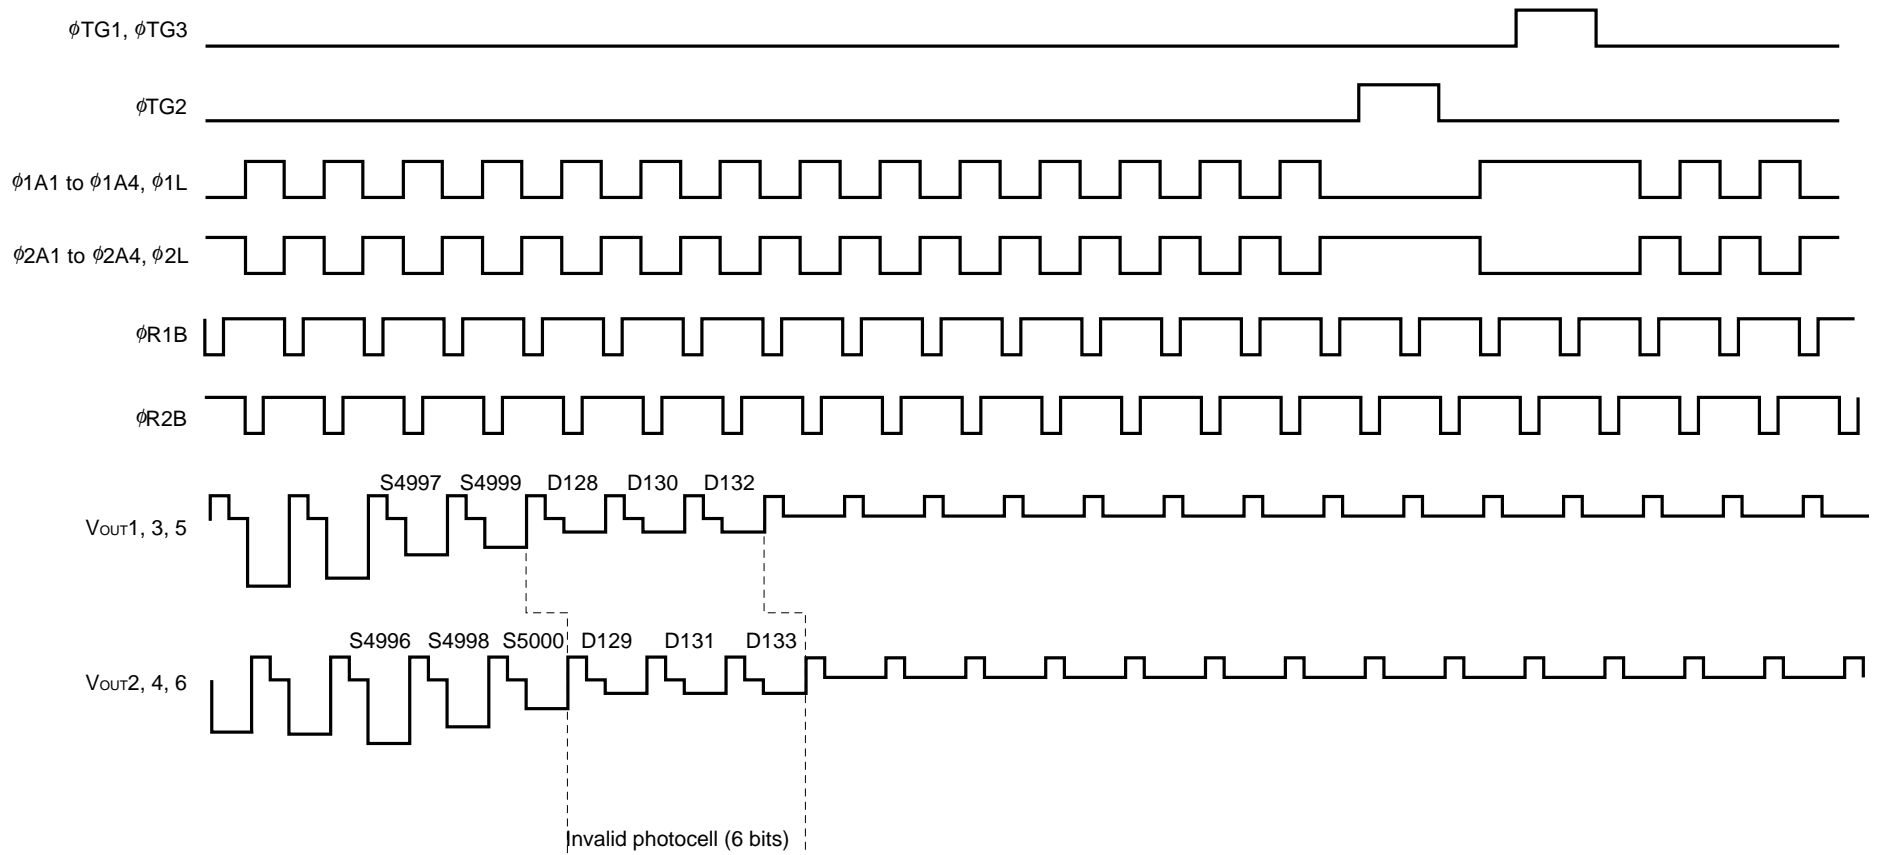 ϕTG1, ϕTG3
ϕTG2
ϕ1A1 to ϕ1A4, ϕ1L
ϕ2A1 to ϕ2A4, ϕ2L
ϕR1B
ϕR2B
S4997 S4999 D128 D130 D132
VOUT1, 3, 5
S4996 S4998 S5000 D129 D131 D133
VOUT2, 4, 6
Invalid photocell (6 bits)